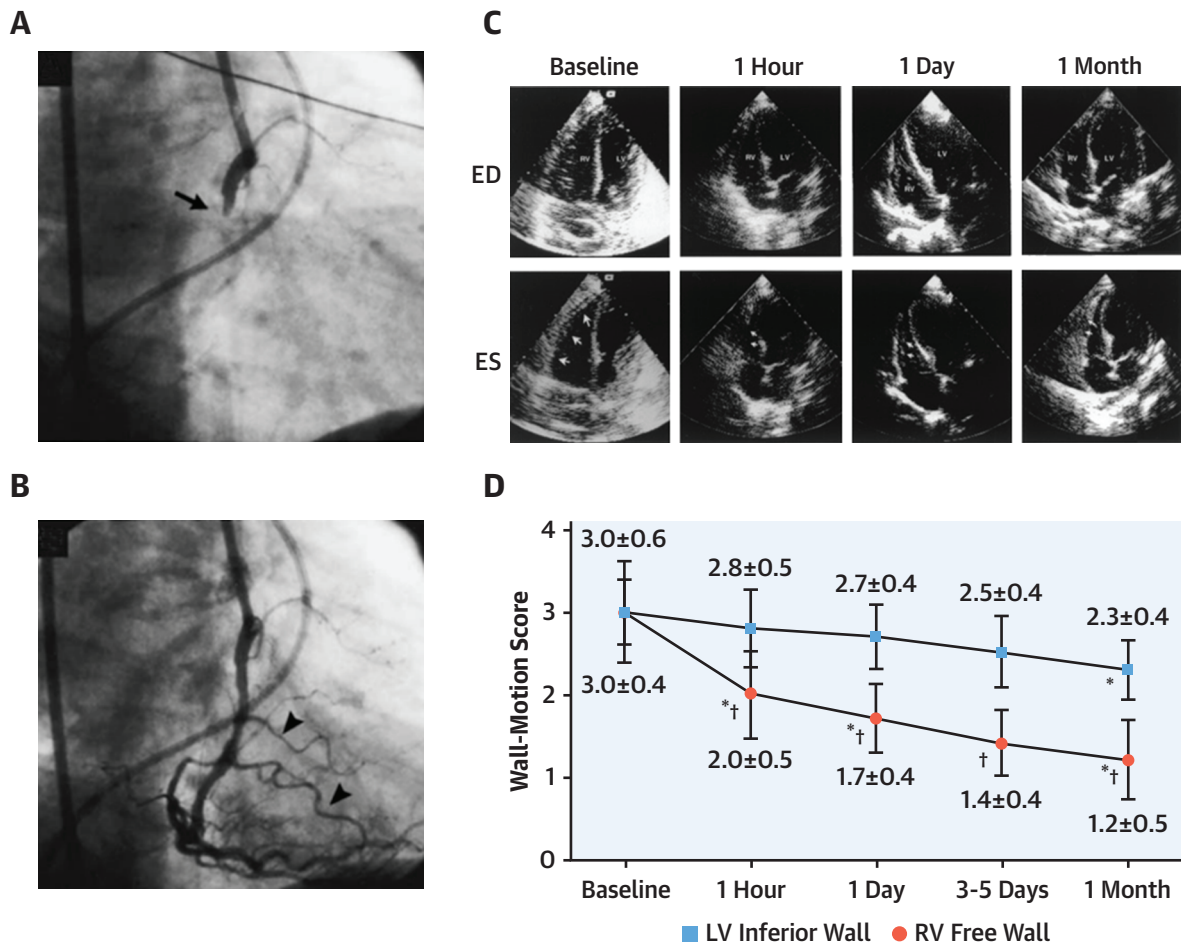 A
B
C
Baseline 1 Hour 1 Day 1 Month
ED
RV LV
RV LV
LV
RV
RV LV
ES
D
Wall-Motion Score
4
3
2
1
0
3.0±0.6
2.8±0.5
2.7±0.4
2.5±0.4
2.3±0.4
*
3.0±0.4
*†
2.0±0.5
*†
1.7±0.4
†
1.4±0.4
*†
1.2±0.5
Baseline 1 Hour 1 Day 3-5 Days 1 Month
LV Inferior Wall RV Free Wall